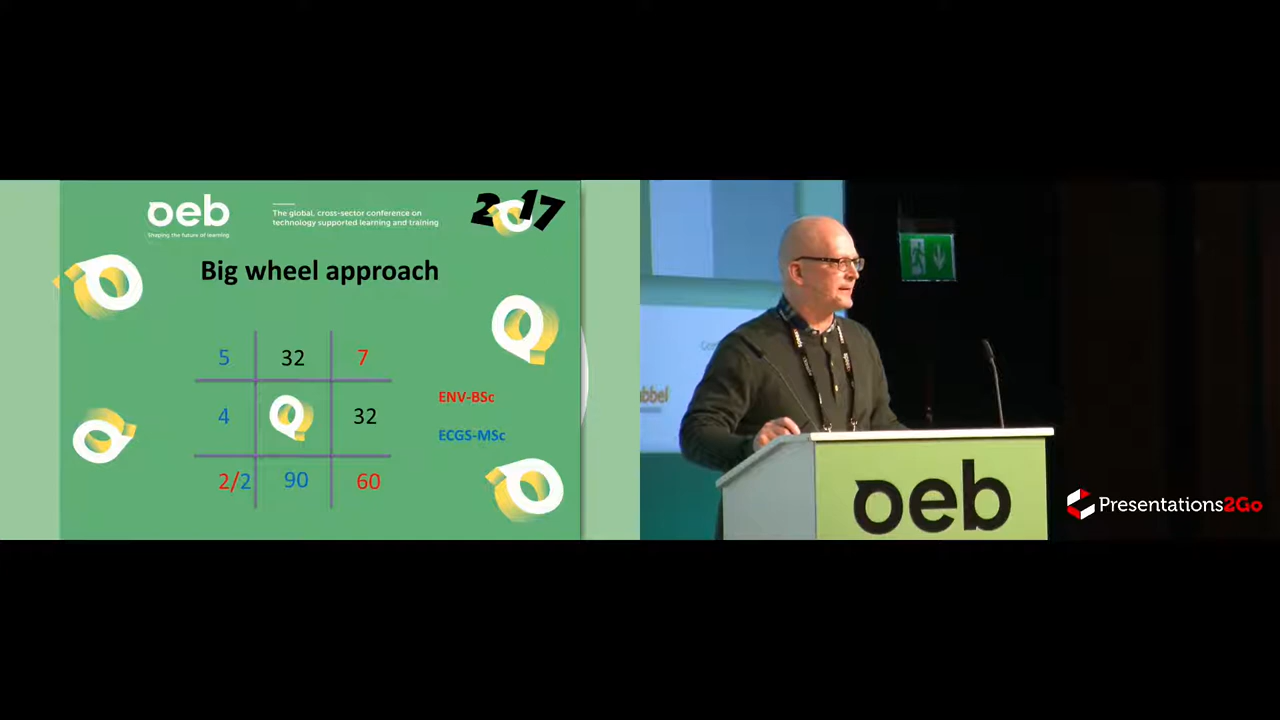 oeb
Shaping the future of learning
The global, cross-sector conference on
technology supported learning and training
2017
Big wheel approach
5 32 7
4 32
2/2 90 60
ENV-BSc
ECGS-MSc
oeb
Presentations2Go